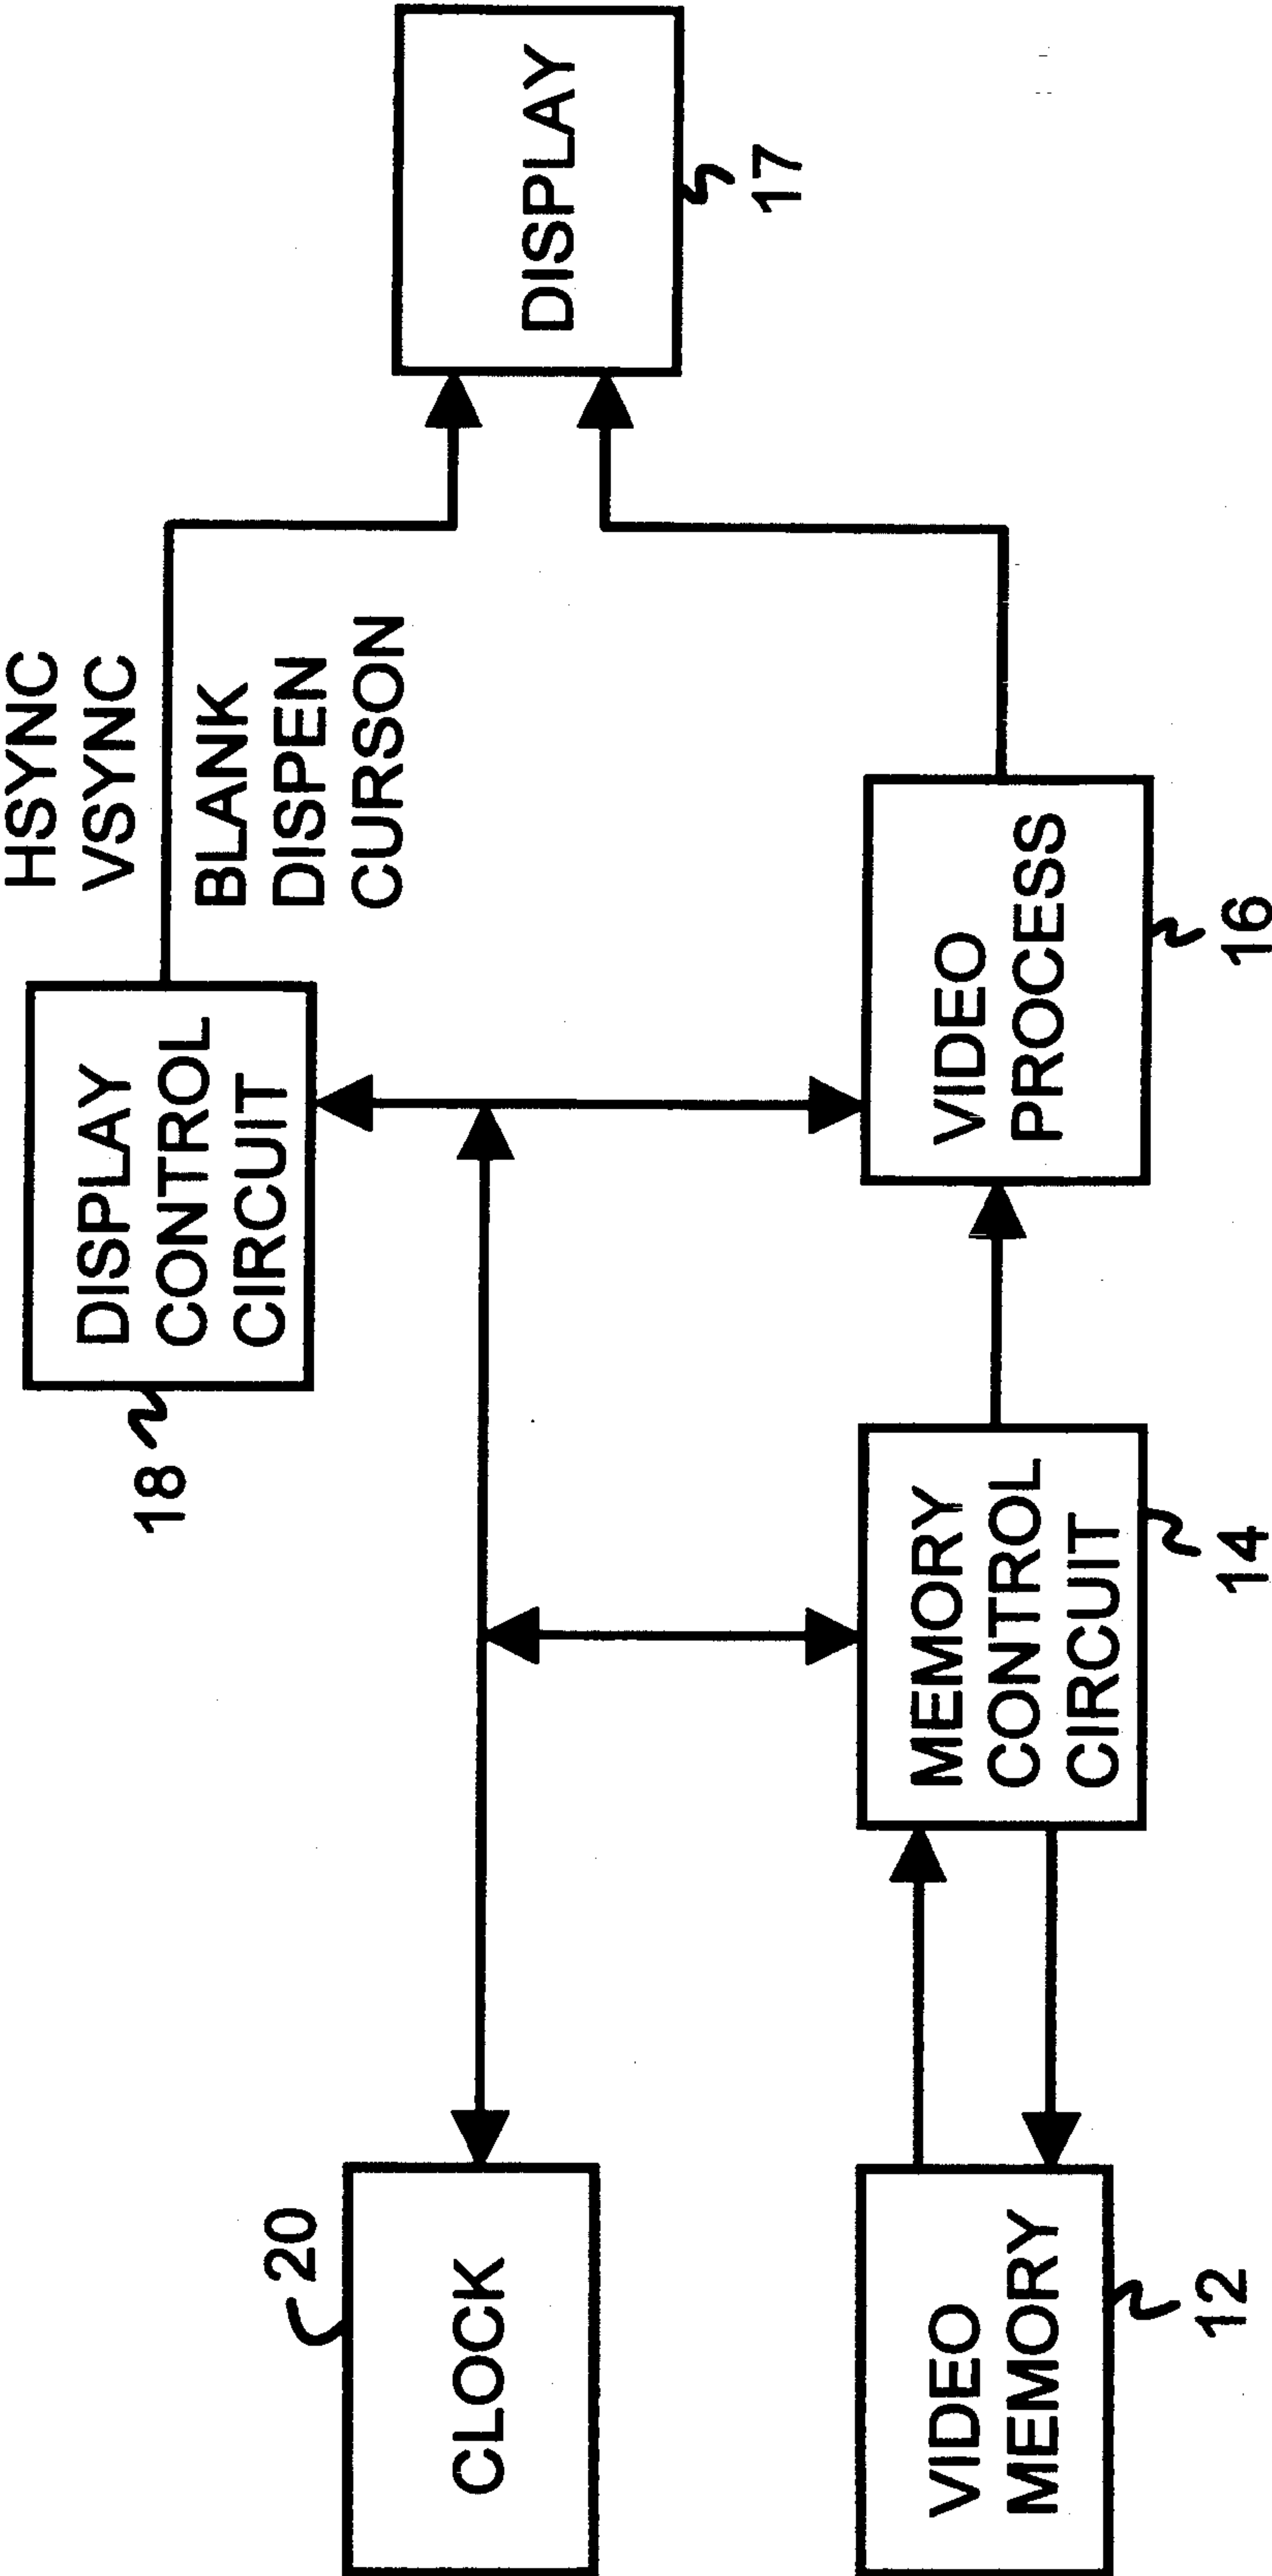 HSYNC
VSYNC
BLANK
DISPEN
CURSON
DISPLAY
CONTROL
CIRCUIT
18
DISPLAY
17
20
CLOCK
VIDEO
MEMORY
12
MEMORY
CONTROL
CIRCUIT
14
VIDEO
PROCESS
16